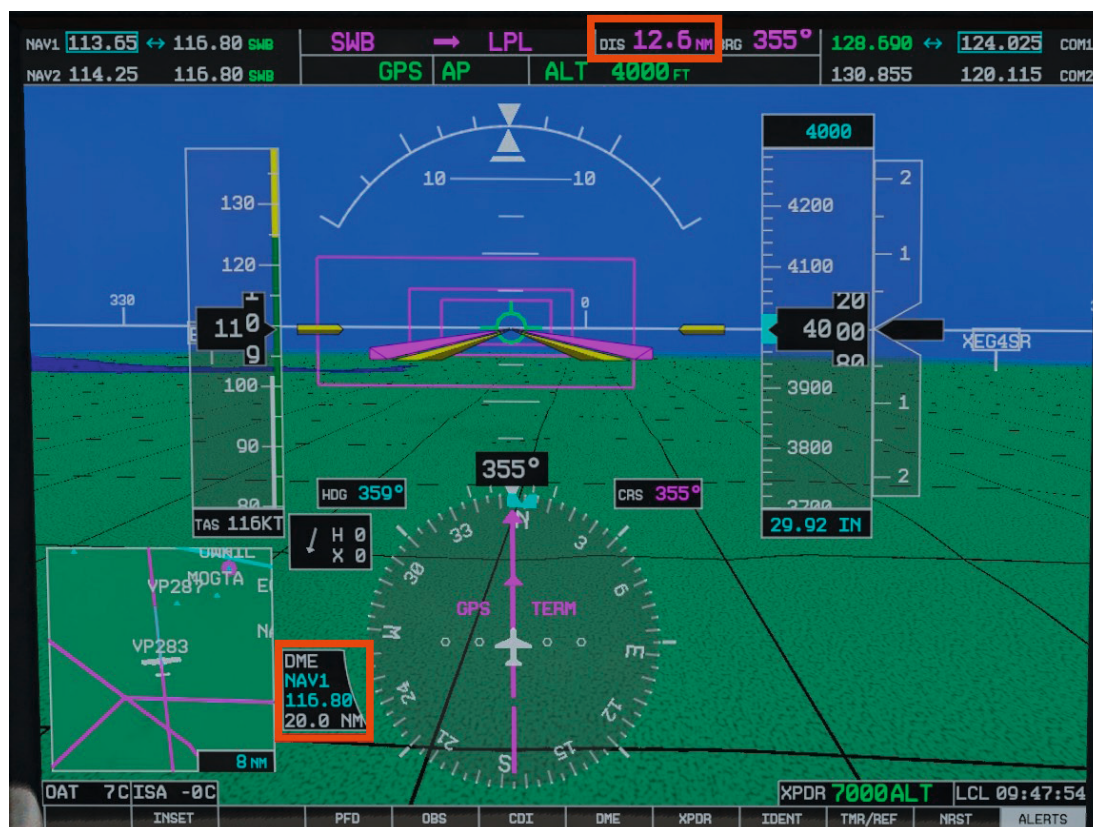 NAV1 113.65 ↔ 116.80 SWB
NAV2 114.25 116.80 SWB
SWB → LPL DIS 12.6 NM BRG 355°
GPS AP ALT 4000 FT
128.690 ↔ 124.025 COM1
130.855 120.115 COM2
130
120
110
9
100
90
80
TAS 116KT
10 10
330
0
4000
4200
4100
20
4000
80
3900
3800
3700
29.92 IN
2
1
1
2
XEG4SR
355°
HDG 359°
CRS 355°
H 0
X 0
N
3
6
E
12
15
S
21
24
W
30
33
GPS TERM
MOGTA
VP287
VP283
8 NM
DME
NAV1
116.80
20.0 NM
OAT 7C ISA -0C
XPDR 7000 ALT LCL 09:47:54
INSET PFD OBS CDI DME XPDR IDENT TMR/REF NRST ALERTS